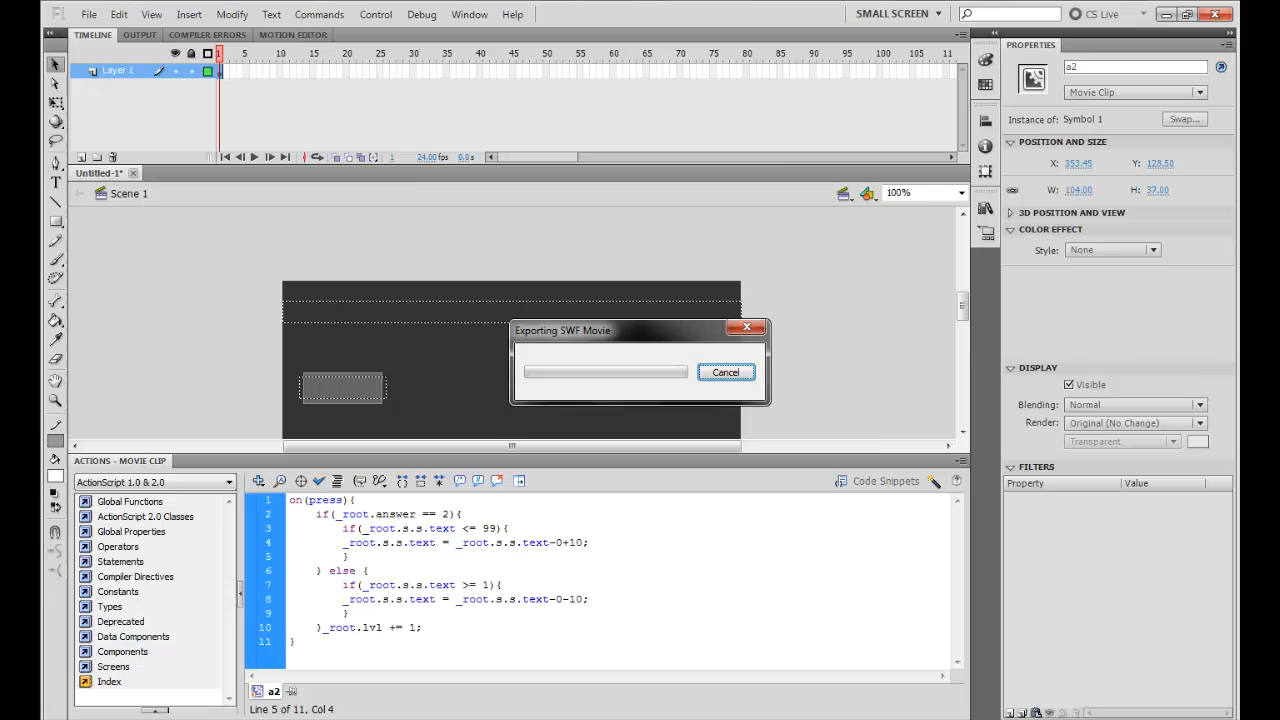 Fl File Edit View Insert Modify Text Commands Control Debug Window Help SMALL SCREEN CS Live
TIMELINE OUTPUT COMPILER ERRORS MOTION EDITOR
1 5 10 15 20 25 30 35 40 45 50 55 60 65 70 75 80 85 90 95 100 105 11
Layer 1
1 24.00 fps 0.0 s
Untitled-1*
Scene 1 100%
Exporting SWF Movie
Cancel
PROPERTIES
a2
Movie Clip
Instance of: Symbol 1 Swap...
POSITION AND SIZE
X: 353.45 Y: 128.50
W: 104.00 H: 37.00
3D POSITION AND VIEW
COLOR EFFECT
Style: None
DISPLAY
Visible
Blending: Normal
Render: Original (No Change)
Transparent
FILTERS
Property Value
ACTIONS - MOVIE CLIP
ActionScript 1.0 & 2.0
Global Functions
ActionScript 2.0 Classes
Global Properties
Operators
Statements
Compiler Directives
Constants
Types
Deprecated
Data Components
Components
Screens
Index
Code Snippets
1 on(press){
2 if(_root.answer == 2){
3 if(_root.s.s.text <= 99){
4 _root.s.s.text = _root.s.s.text-0+10;
5 }
6 } else {
7 if(_root.s.s.text >= 1){
8 _root.s.s.text = _root.s.s.text-0-10;
9 }
10 }_root.lvl += 1;
11 }
a2
Line 5 of 11, Col 4